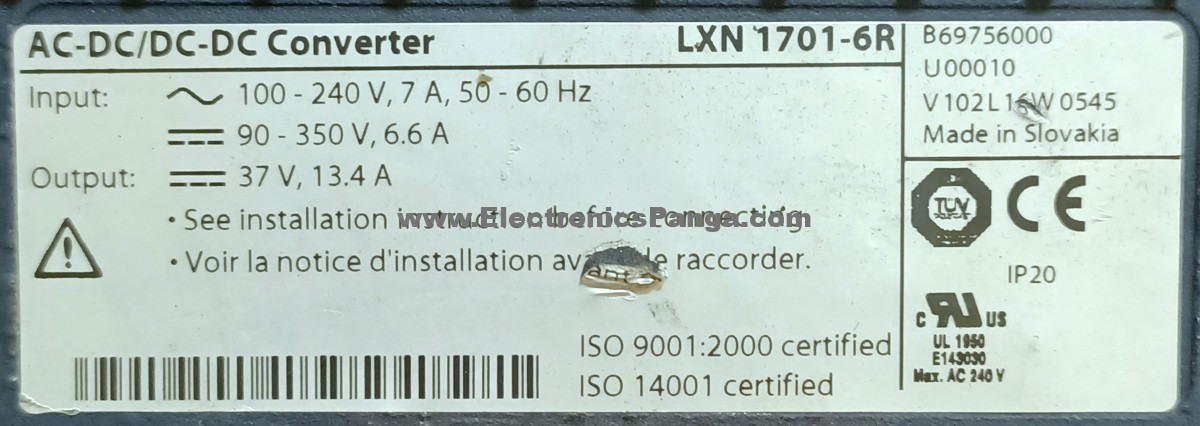 AC-DC/DC-DC Converter LXN 1701-6R
Input: 100 - 240 V, 7 A, 50 - 60 Hz
90 - 350 V, 6.6 A
Output: 37 V, 13.4 A
• See installation before connecting.
• Voir la notice d'installation raccorder.
ISO 9001:2000 certified
ISO 14001 certified
B69756000
U00010
V 102 L W 0545
Made in Slovakia
TÜV
CE
IP20
c US
UL 1950
E143030
Max. AC 240 V
www.ElectronicsPanga.com